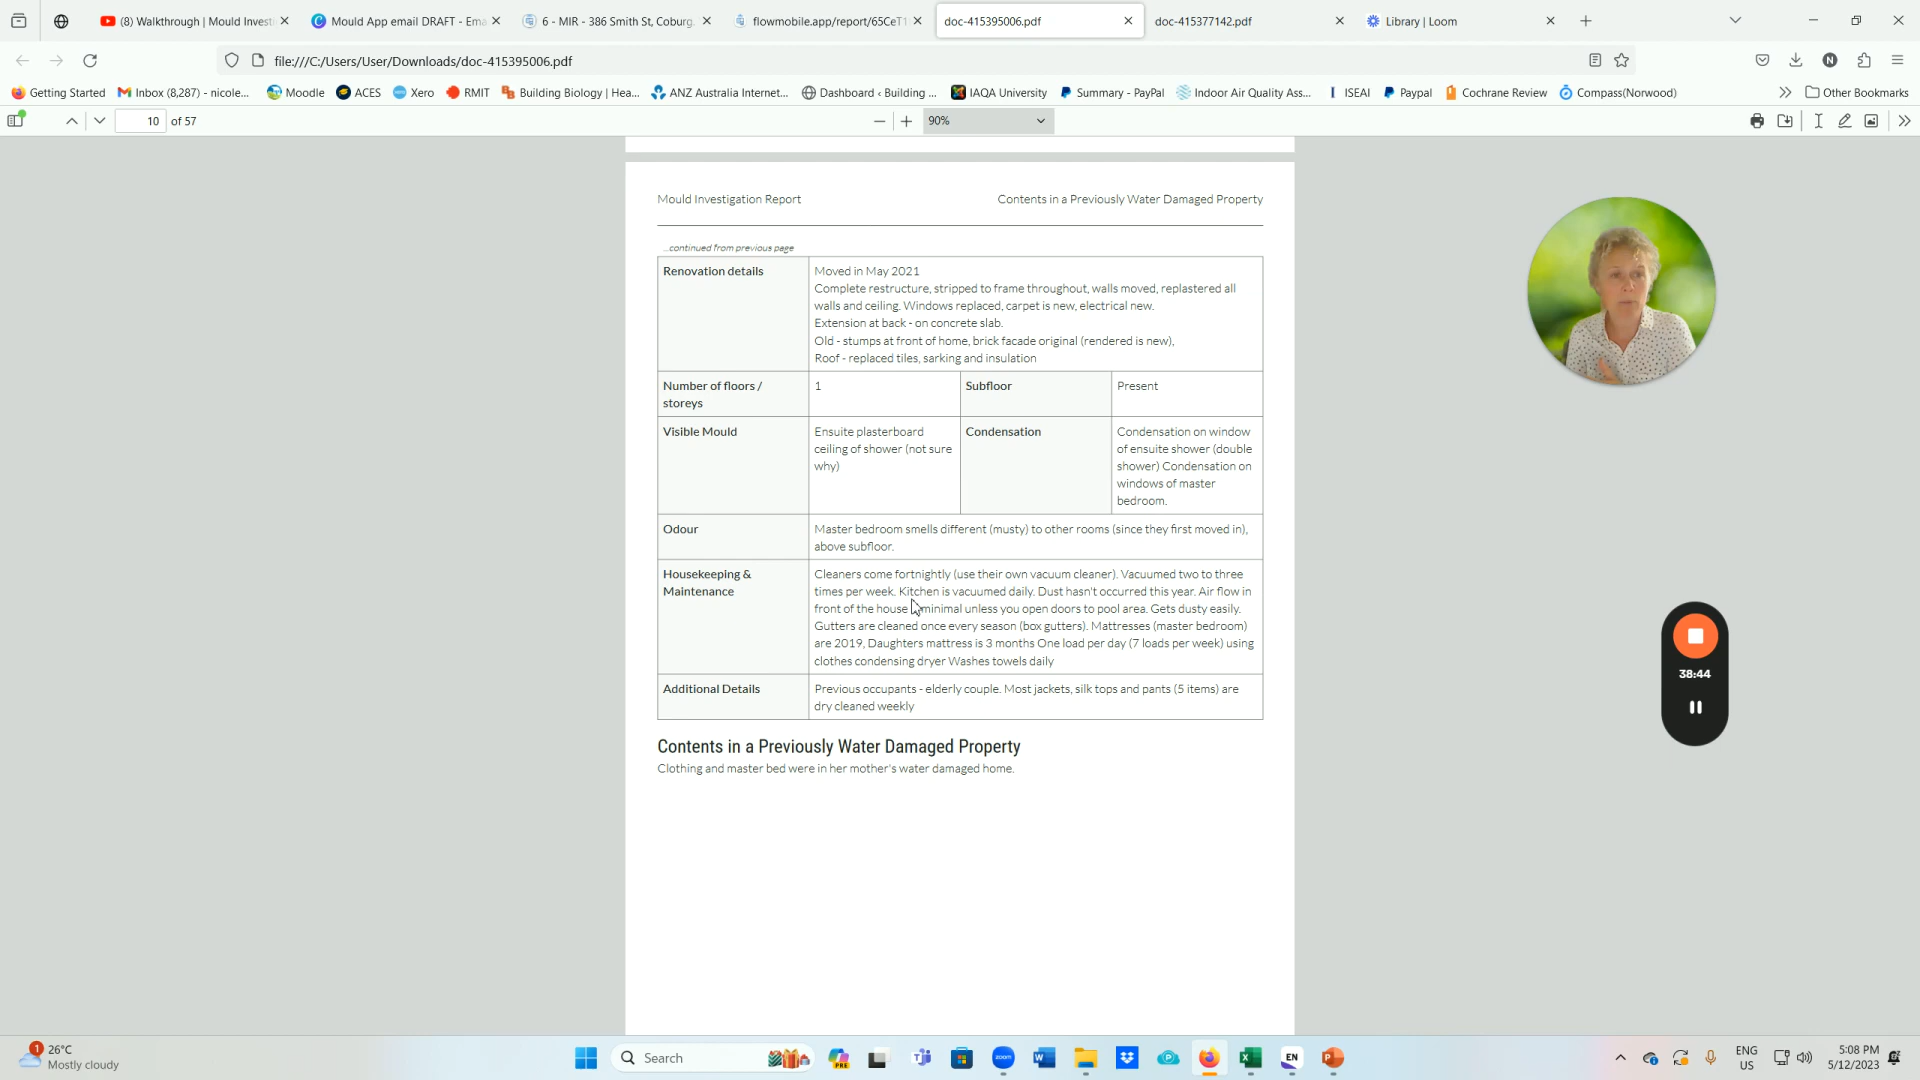 (8) Walkthrough | Mould Investi
Mould App email DRAFT - Ema
6 - MIR - 386 Smith St, Coburg,
flowmobile.app/report/65CeT1
doc-415395006.pdf
doc-415377142.pdf
Library | Loom
file:///C:/Users/User/Downloads/doc-415395006.pdf
N
Getting Started
Inbox (8,287) - nicole...
Moodle
ACES
Xero
RMIT
Building Biology | Hea...
ANZ Australia Internet...
Dashboard ‹ Building ...
IAQA University
Summary - PayPal
Indoor Air Quality Ass...
ISEAI
Paypal
Cochrane Review
Compass(Norwood)
Other Bookmarks
10 of 57
90%
Mould Investigation Report
Contents in a Previously Water Damaged Property
...continued from previous page
Renovation details
Moved in May 2021
Complete restructure, stripped to frame throughout, walls moved, replastered all
walls and ceiling. Windows replaced, carpet is new, electrical new.
Extension at back - on concrete slab.
Old - stumps at front of home, brick facade original (rendered is new),
Roof - replaced tiles, sarking and insulation
Number of floors /
storeys
1
Subfloor
Present
Visible Mould
Ensuite plasterboard
ceiling of shower (not sure
why)
Condensation
Condensation on window
of ensuite shower (double
shower) Condensation on
windows of master
bedroom.
Odour
Master bedroom smells different (musty) to other rooms (since they first moved in),
above subfloor.
Housekeeping &
Maintenance
Cleaners come fortnightly (use their own vacuum cleaner). Vacuumed two to three
times per week. Kitchen is vacuumed daily. Dust hasn't occurred this year. Air flow in
front of the house minimal unless you open doors to pool area. Gets dusty easily.
Gutters are cleaned once every season (box gutters). Mattresses (master bedroom)
are 2019, Daughters mattress is 3 months One load per day (7 loads per week) using
clothes condensing dryer Washes towels daily
Additional Details
Previous occupants - elderly couple. Most jackets, silk tops and pants (5 items) are
dry cleaned weekly
Contents in a Previously Water Damaged Property
Clothing and master bed were in her mother's water damaged home.
38:44
1
26°C
Mostly cloudy
Search
PRE
zoom
EN
ENG
US
5:08 PM
5/12/2023